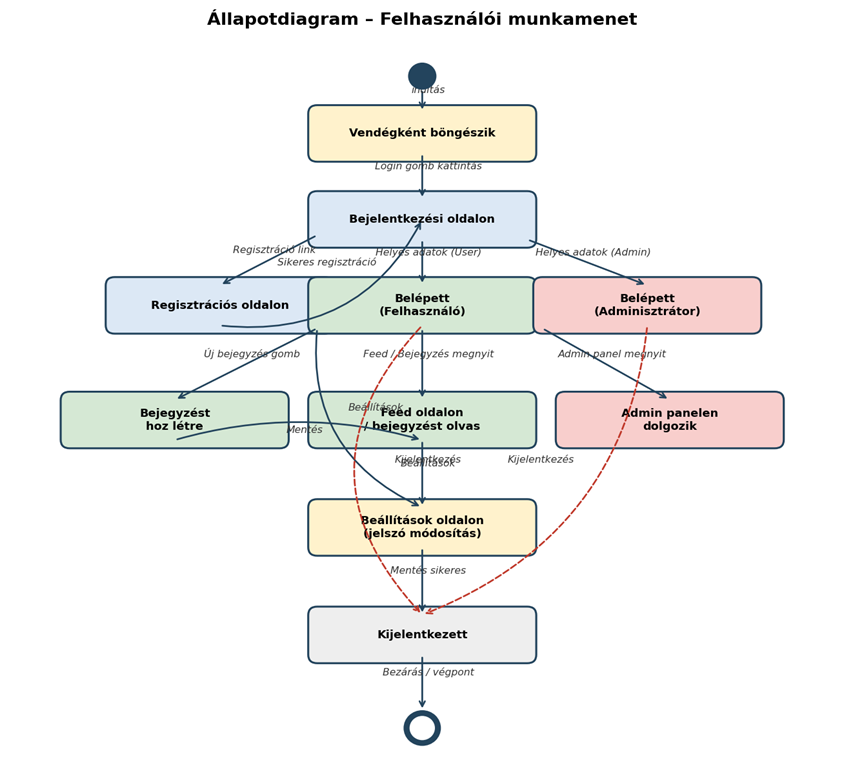 Állapotdiagram – Felhasználói munkamenet
Indítás
Vendégként böngészik
Login gomb kattintás
Bejelentkezési oldalon
Regisztráció link
Helyes adatok (User)
Helyes adatok (Admin)
Sikeres regisztráció
Regisztrációs oldalon
Belépett
(Felhasználó)
Belépett
(Adminisztrátor)
Új bejegyzés gomb
Feed / Bejegyzés megnyit
Admin panel megnyit
Beállítások
Bejegyzést
hoz létre
Feed oldalon
/ bejegyzést olvas
Admin panelen
dolgozik
Mentés
Kijelentkezés
Kijelentkezés
Beállítások
Beállítások oldalon
(jelszó módosítás)
Mentés sikeres
Kijelentkezett
Bezárás / végpont